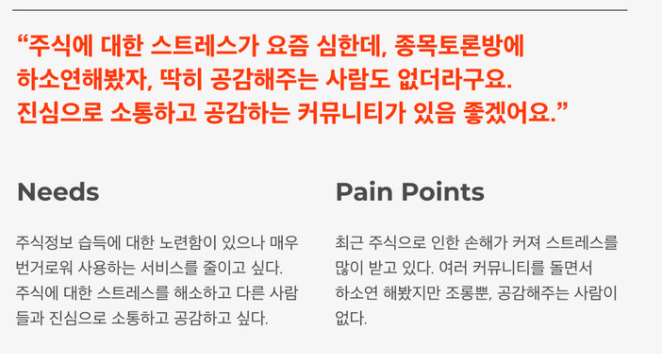 “주식에 대한 스트레스가 요즘 심한데, 종목토론방에
하소연해봤자, 딱히 공감해주는 사람도 없더라구요.
진심으로 소통하고 공감하는 커뮤니티가 있음 좋겠어요.”
Needs
주식정보 습득에 대한 노련함이 있으나 매우
번거로워 사용하는 서비스를 줄이고 싶다.
주식에 대한 스트레스를 해소하고 다른 사람
들과 진심으로 소통하고 공감하고 싶다.
Pain Points
최근 주식으로 인한 손해가 커져 스트레스를
많이 받고 있다. 여러 커뮤니티를 돌면서
하소연 해봤지만 조롱뿐, 공감해주는 사람이
없다.